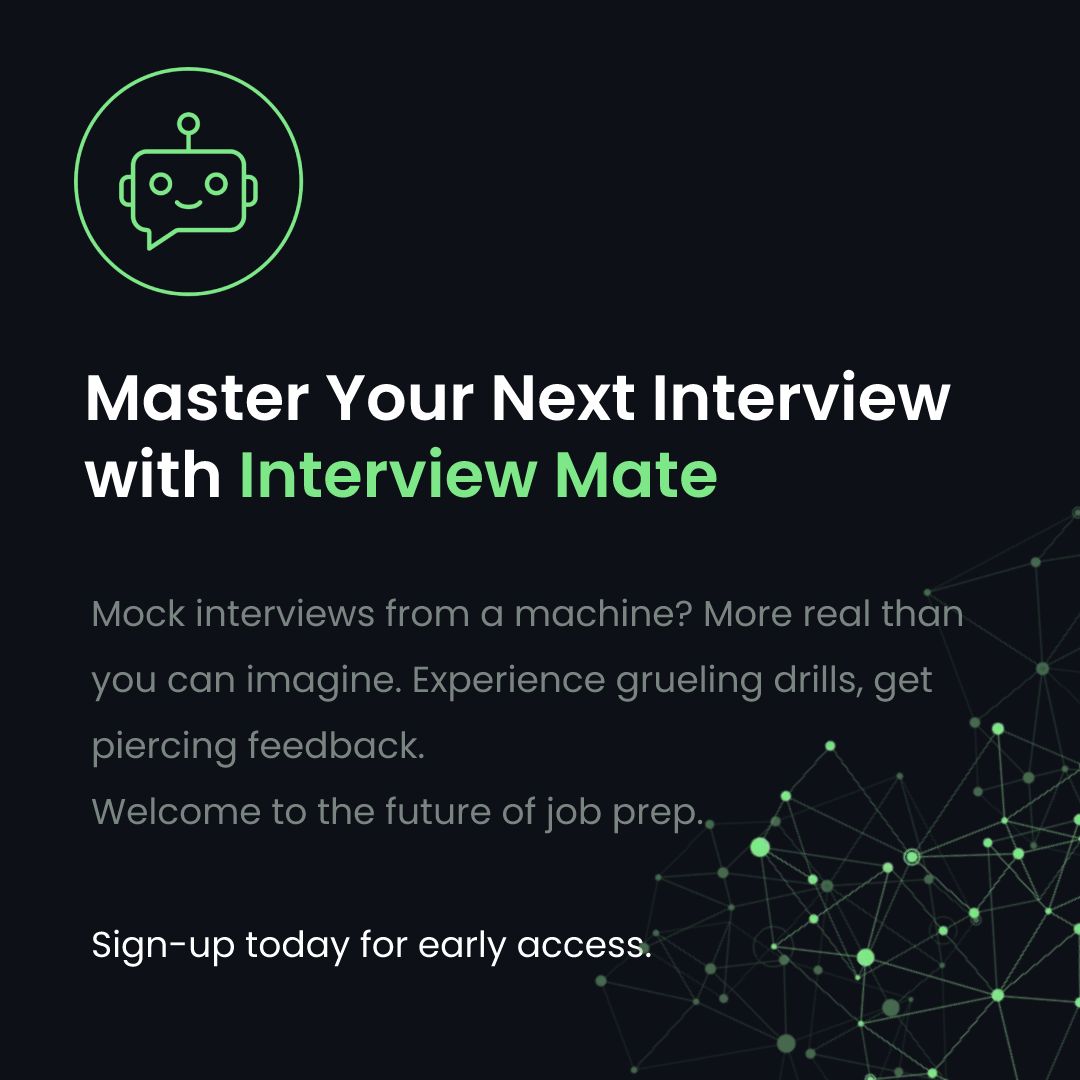 Master Your Next Interview
with Interview Mate
Mock interviews from a machine? More real than
you can imagine. Experience grueling drills, get
piercing feedback.
Welcome to the future of job prep.
Sign-up today for early access.